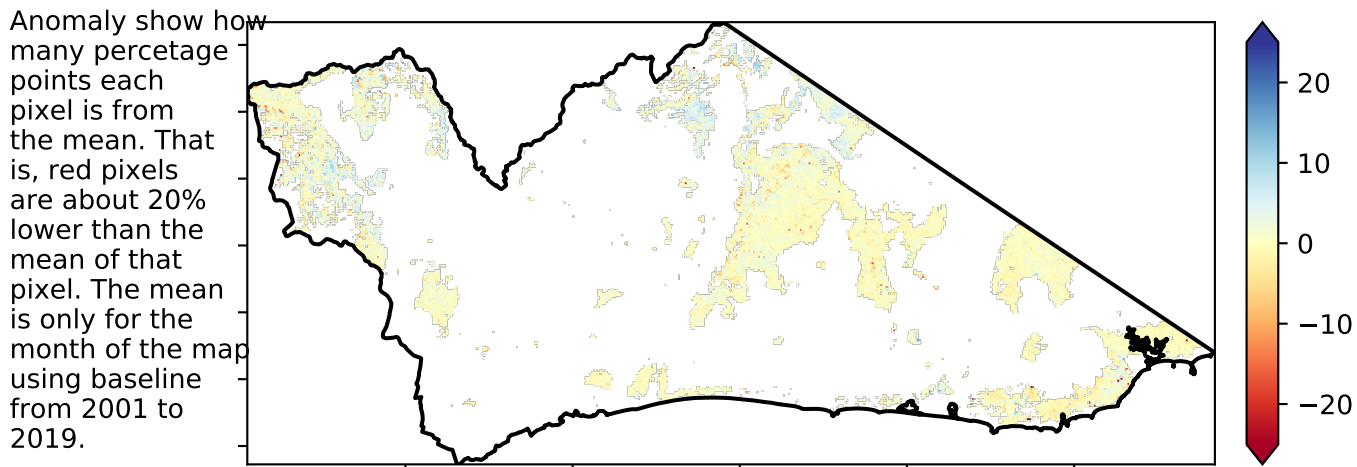 Anomaly show how
many percetage
points each
pixel is from
the mean. That
is, red pixels
are about 20%
lower than the
mean of that
pixel. The mean
is only for the
month of the map
using baseline
from 2001 to
2019.
20
10
0
−10
−20